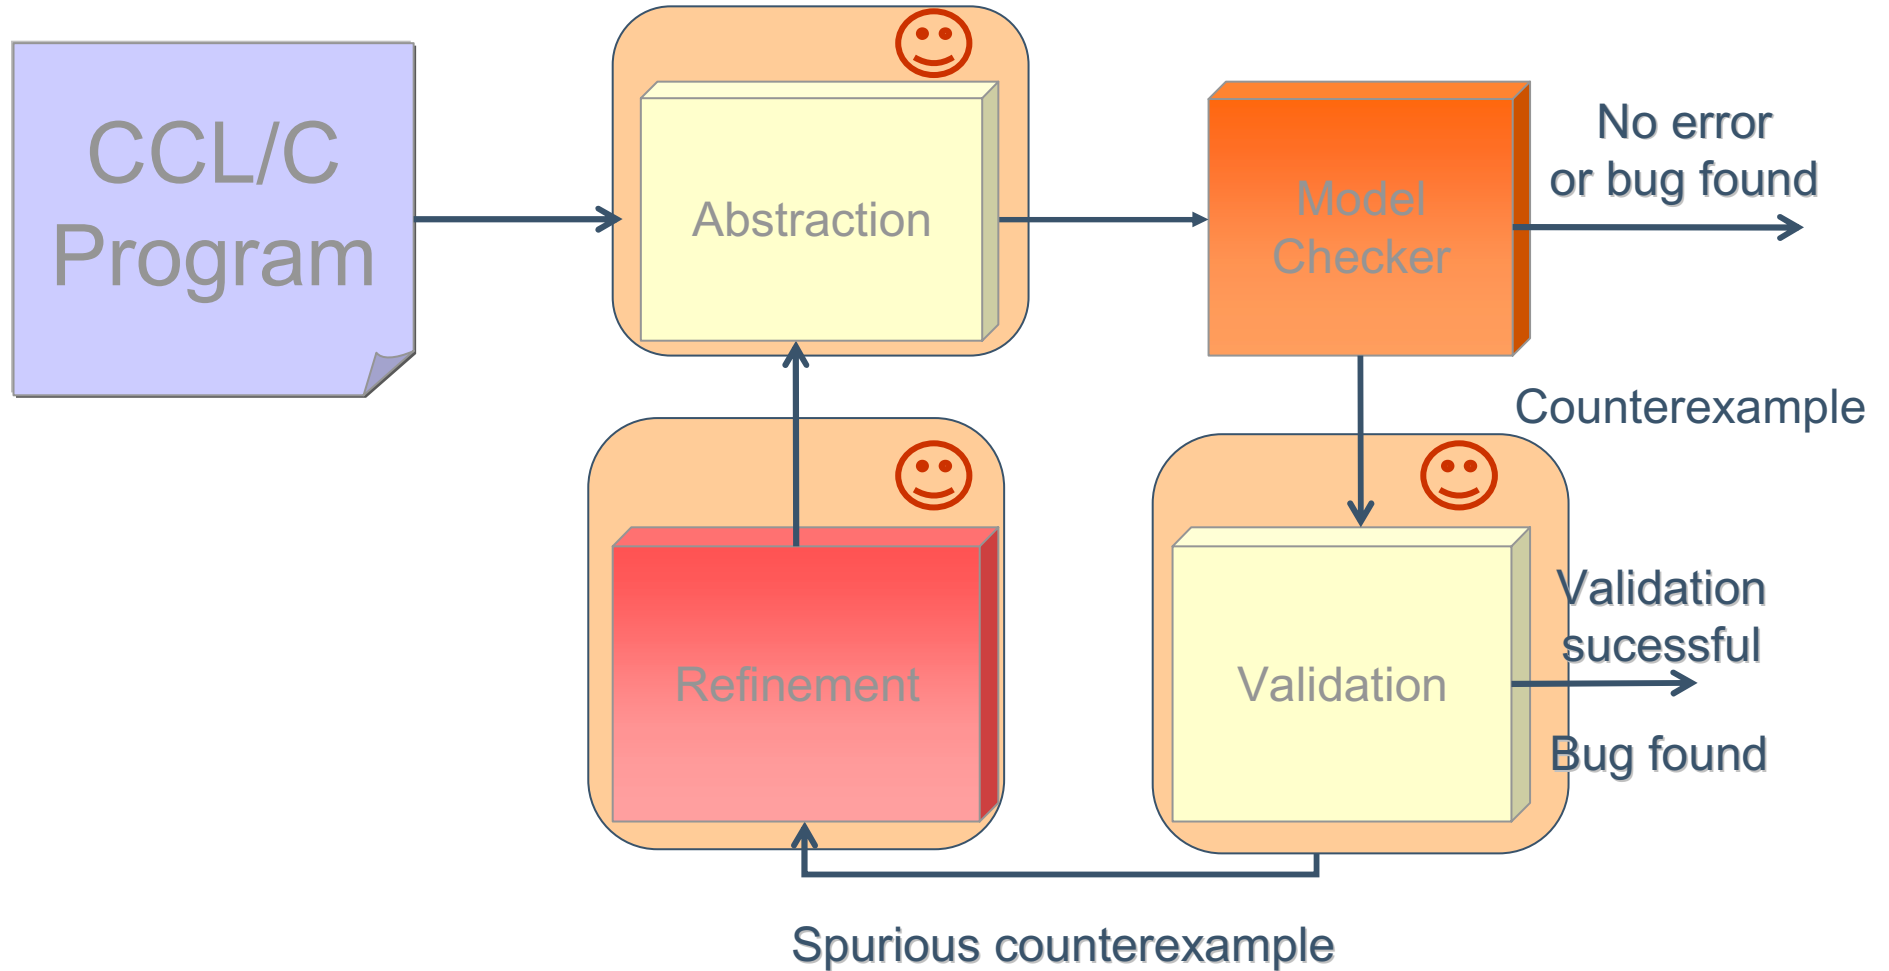 CCL/C
Program
Abstraction
Model
Checker
No error
or bug found
Counterexample
Refinement
Validation
Validation
sucessful
Bug found
Spurious counterexample